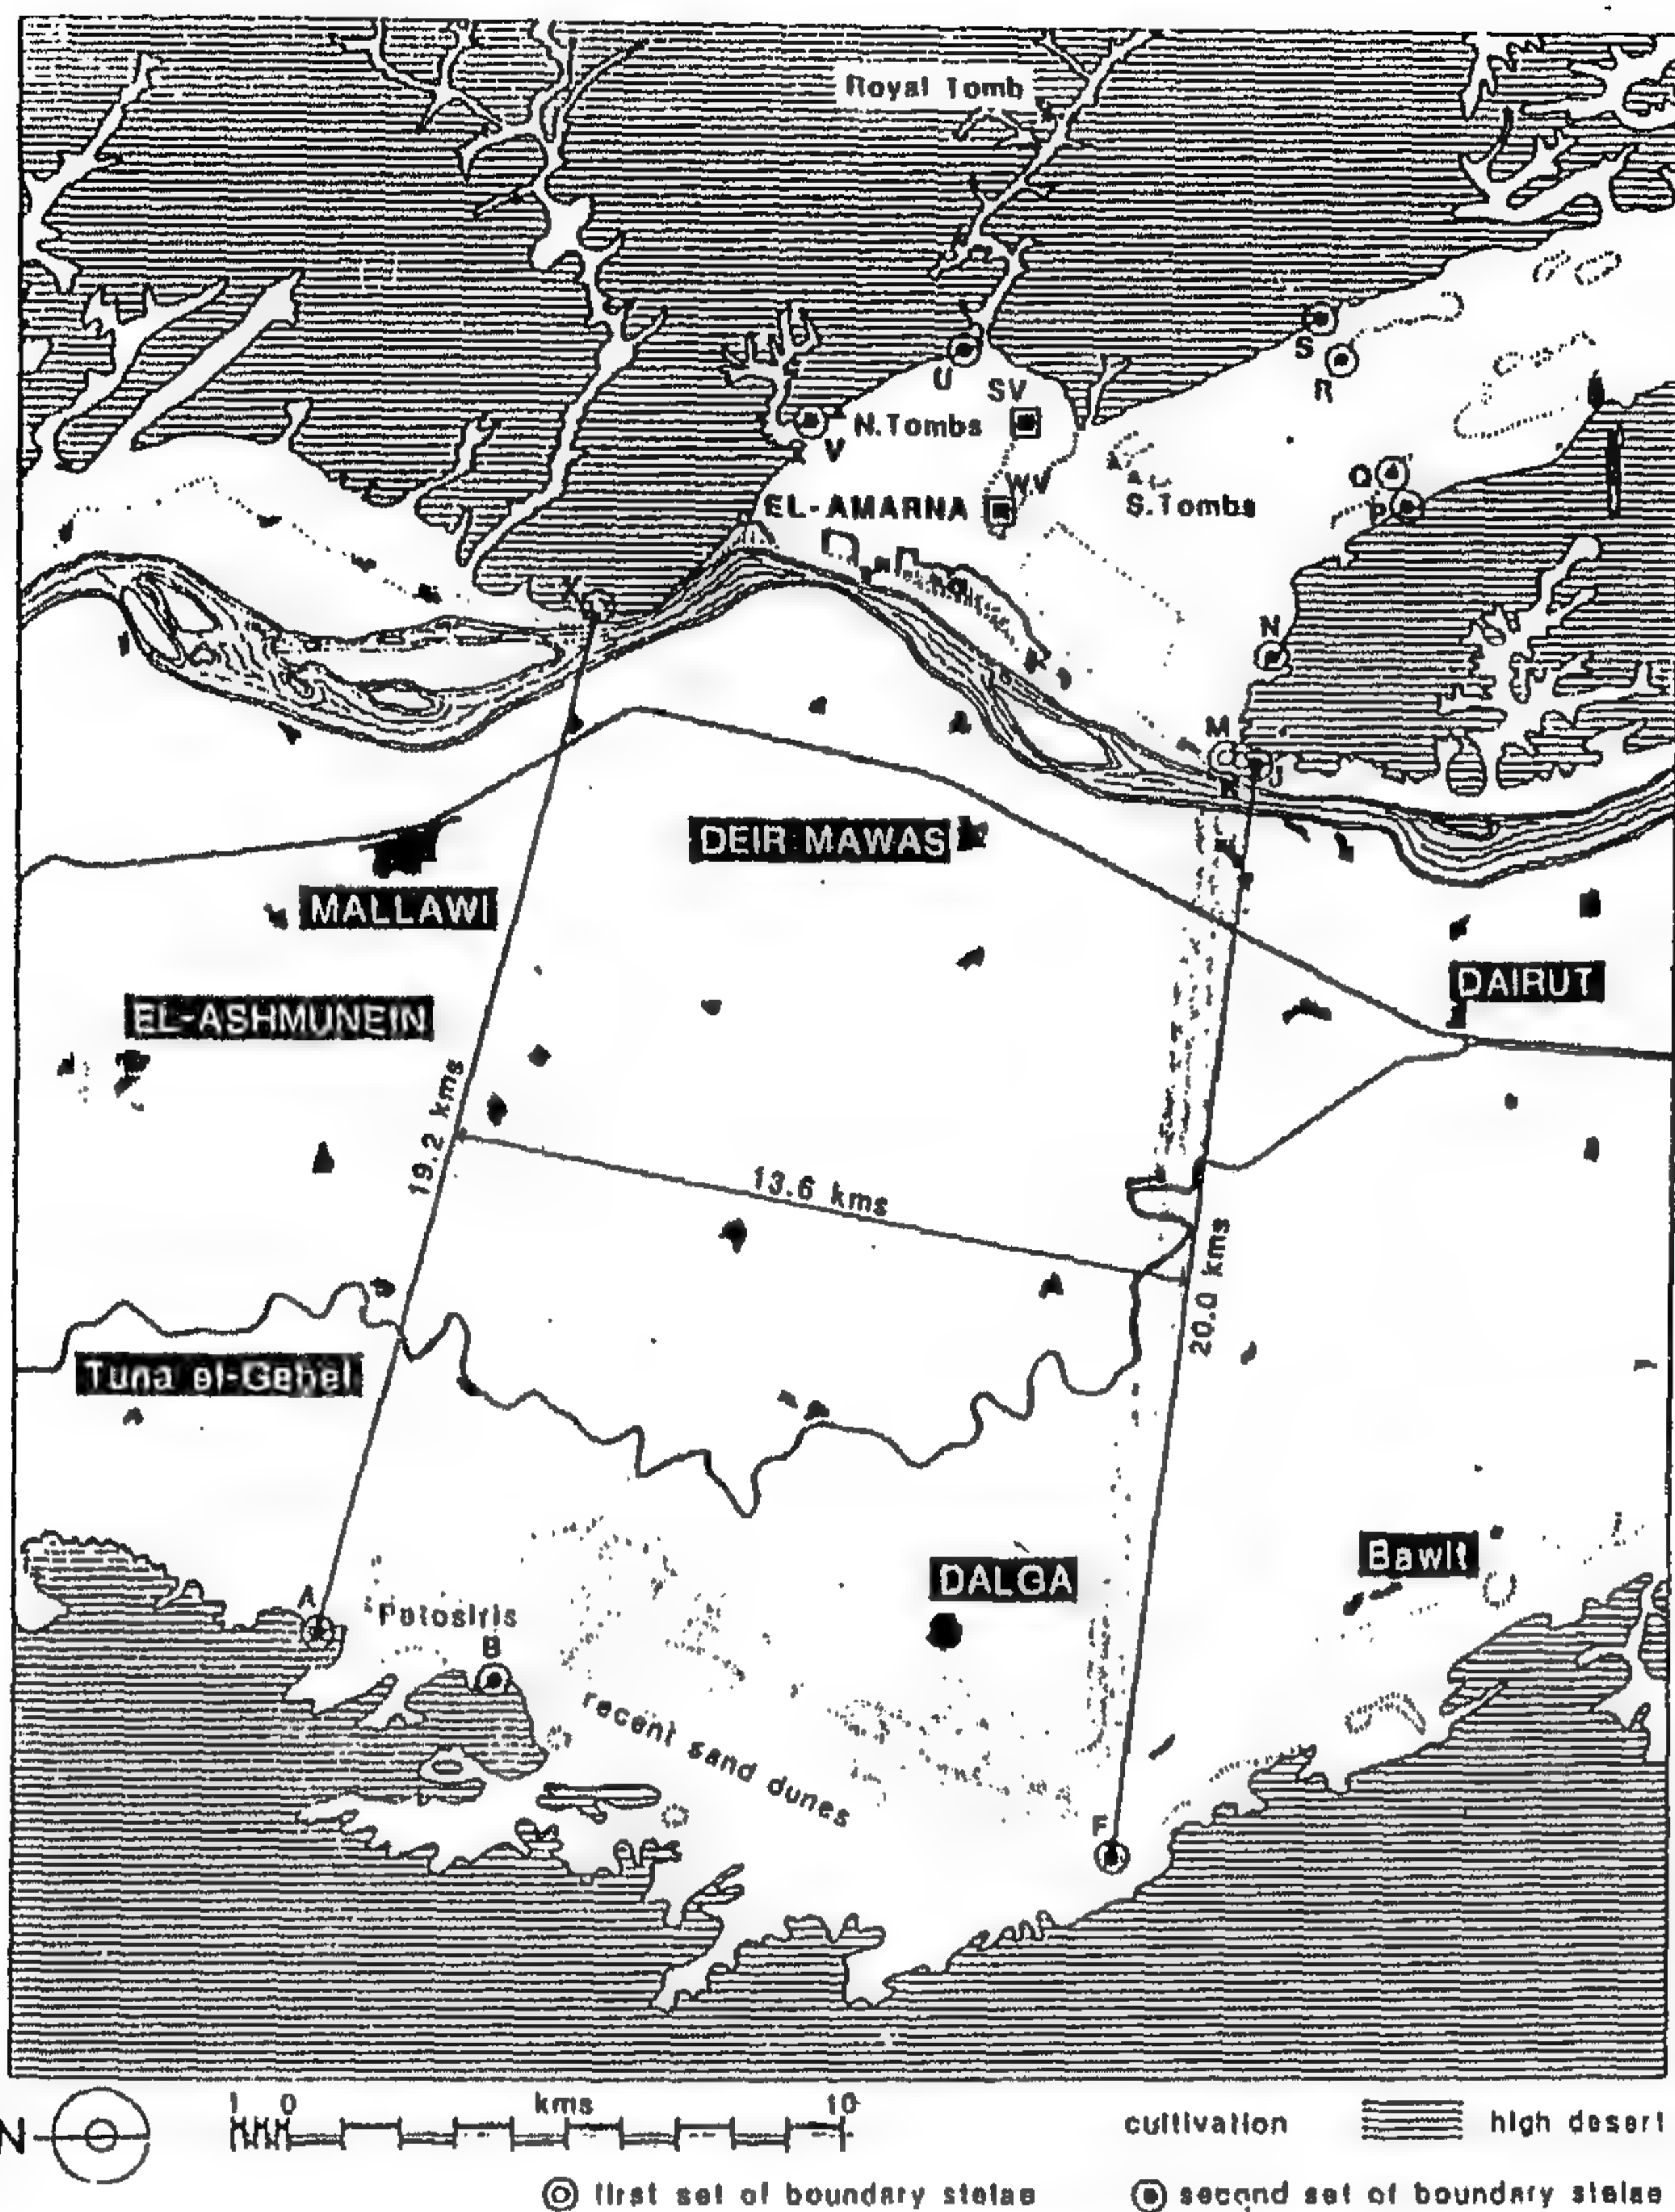 Royal Tomb
S
R
U
SV
N. Tombs
V
W.V
Q
P
EL-AMARNA
S. Tombs
X
N
M
K
J
DEIR MAWAS
MALLAWI
DAIRUT
EL-ASHMUNEIN
19.2 kms
13.6 kms
20.0 kms
Tuna el-Gebel
DALGA
Bawit
A
Petosiris
B
recent sand dunes
F
N
1 0 kms 10
cultivation
high desert
first set of boundary stelae
second set of boundary stelae